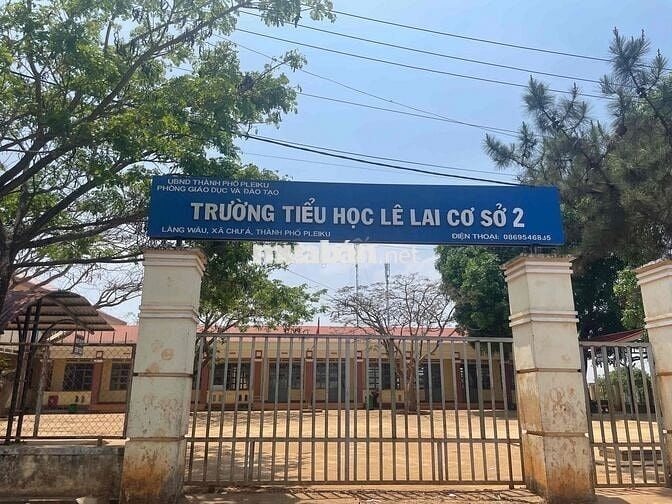 UBND THÀNH PHỐ PLEIKU
PHÒNG GIÁO DỤC VÀ ĐÀO TẠO
TRƯỜNG TIỂU HỌC LÊ LAI CƠ SỞ 2
LÀNG WÂU, XÃ CHƯ Á, THÀNH PHỐ PLEIKU
ĐIỆN THOẠI: 0869546835
muaban.net